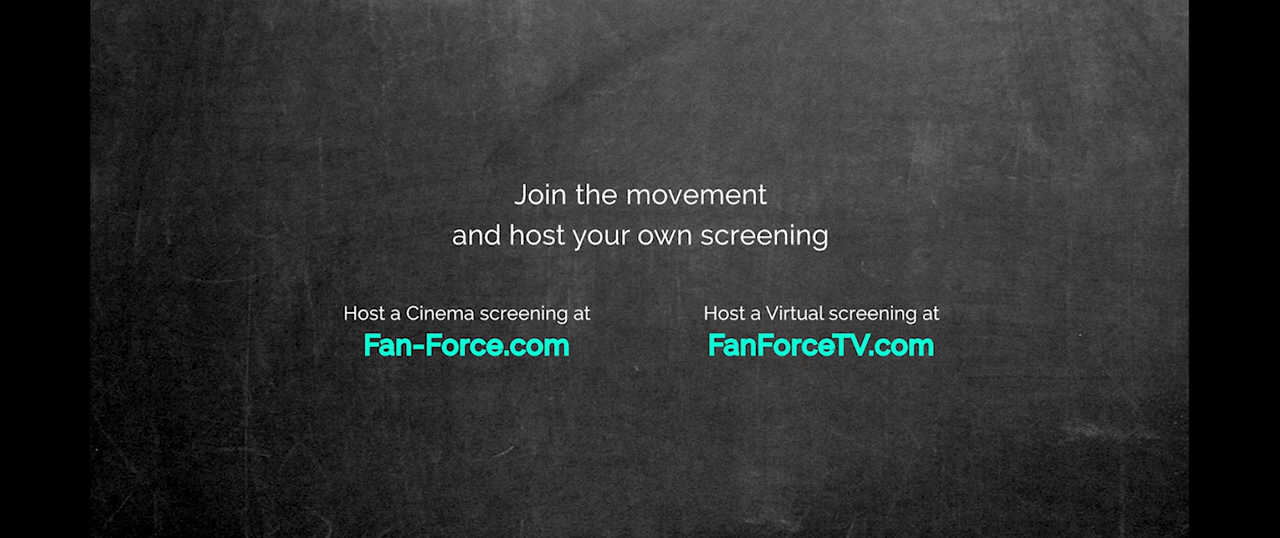 Join the movement
and host your own screening
Host a Cinema screening at
Fan-Force.com
Host a Virtual screening at
FanForceTV.com